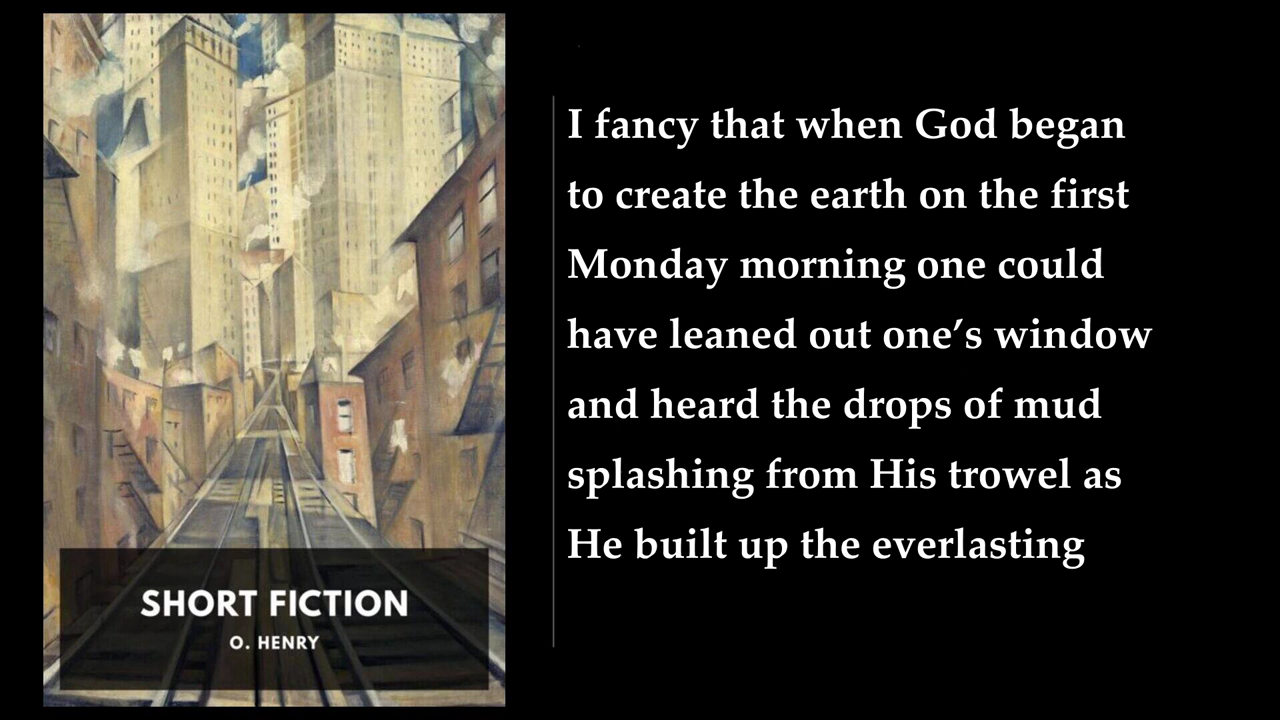 SHORT FICTION
O. HENRY
I fancy that when God began
to create the earth on the first
Monday morning one could
have leaned out one’s window
and heard the drops of mud
splashing from His trowel as
He built up the everlasting